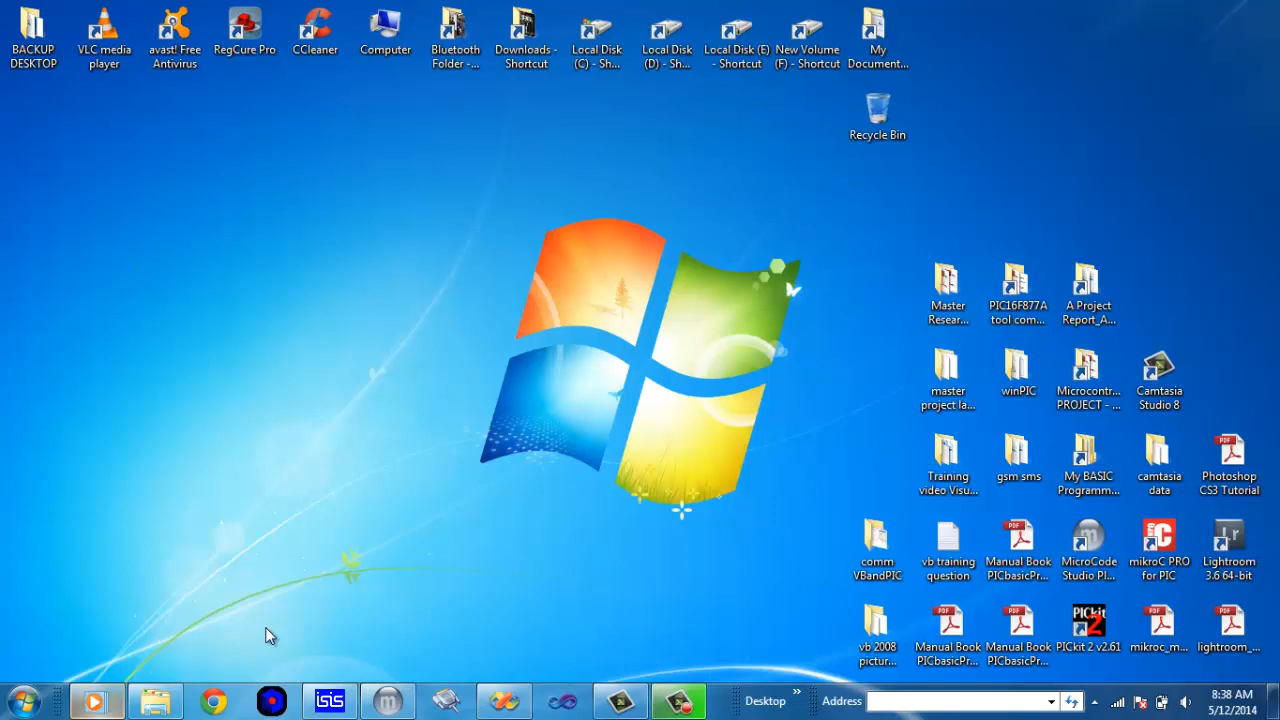 BACKUP
DESKTOP
VLC media
player
avast! Free
Antivirus
RegCure Pro
CCleaner
Computer
Bluetooth
Folder -...
Downloads -
Shortcut
Local Disk
(C) - Sh...
Local Disk
(D) - Sh...
Local Disk (E)
- Shortcut
New Volume
(F) - Shortcut
My
Document...
Recycle Bin
Master
Resear...
PIC16F877A
tool com...
A Project
Report_A...
master
project la...
winPIC
Microcontr...
PROJECT - ...
Camtasia
Studio 8
Training
video Visu...
gsm sms
My BASIC
Programm...
camtasia
data
Photoshop
CS3 Tutorial
comm
VBandPIC
vb training
question
Manual Book
PICbasicPr...
MicroCode
Studio Pl...
mikroC PRO
for PIC
Lr
Lightroom
3.6 64-bit
vb 2008
pictur...
Manual Book
PICbasicPr...
Manual Book
PICbasicPr...
PICkit
2
PICkit 2 v2.61
mikroc_m...
lightroom_...
isis
m
Desktop
»
Address
8:38 AM
5/12/2014